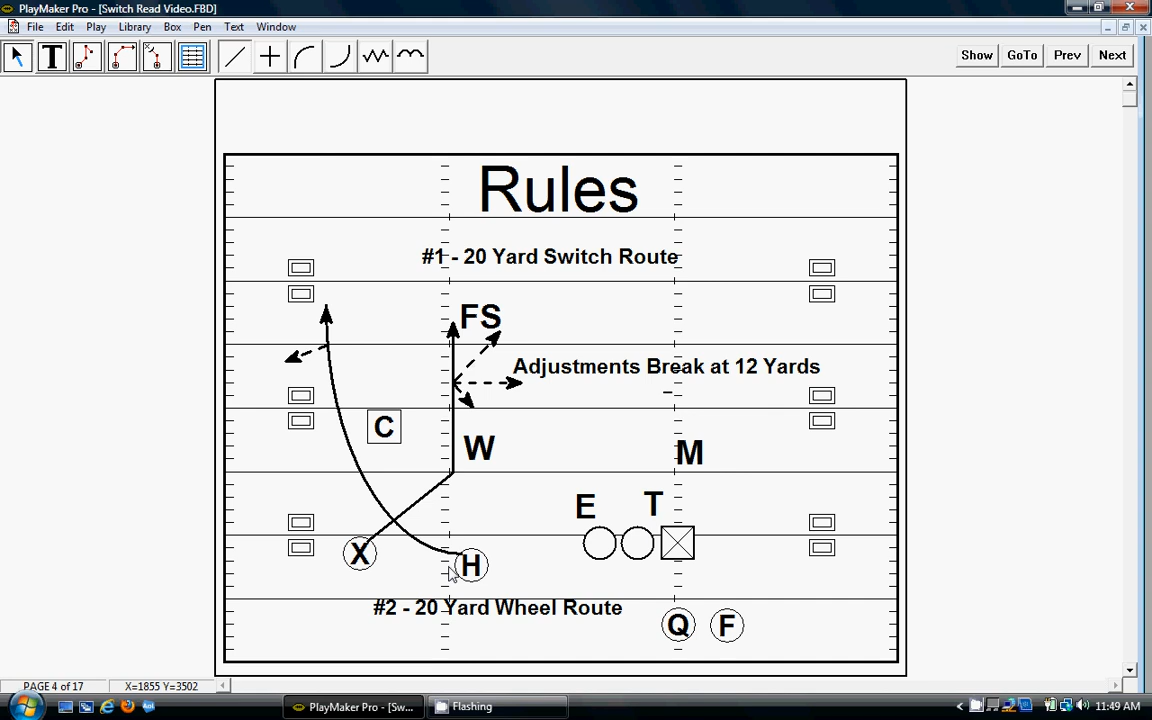 PlayMaker Pro - [Switch Read Video.FBD]
File Edit Play Library Box Pen Text Window
T Show GoTo Prev Next
Rules
#1 - 20 Yard Switch Route
FS
Adjustments Break at 12 Yards
C
W
M
E T
X H
#2 - 20 Yard Wheel Route
Q F
PAGE 4 of 17 X=1855 Y=3502
PlayMaker Pro - [Sw... Flashing 11:49 AM